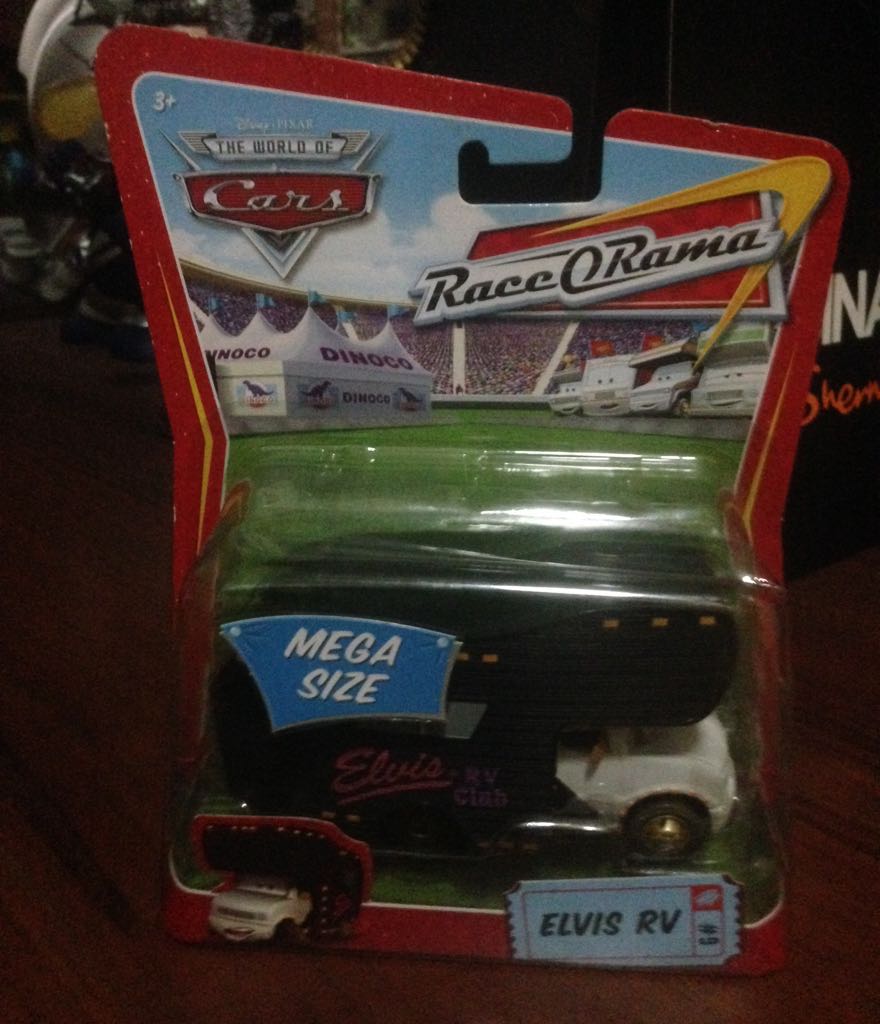 3+
Disney·PIXAR
THE WORLD OF
Cars
Race O Rama
DINOCO
DINOCO
DINOCO
MEGA
SIZE
Elvis RV
Club
ELVIS RV